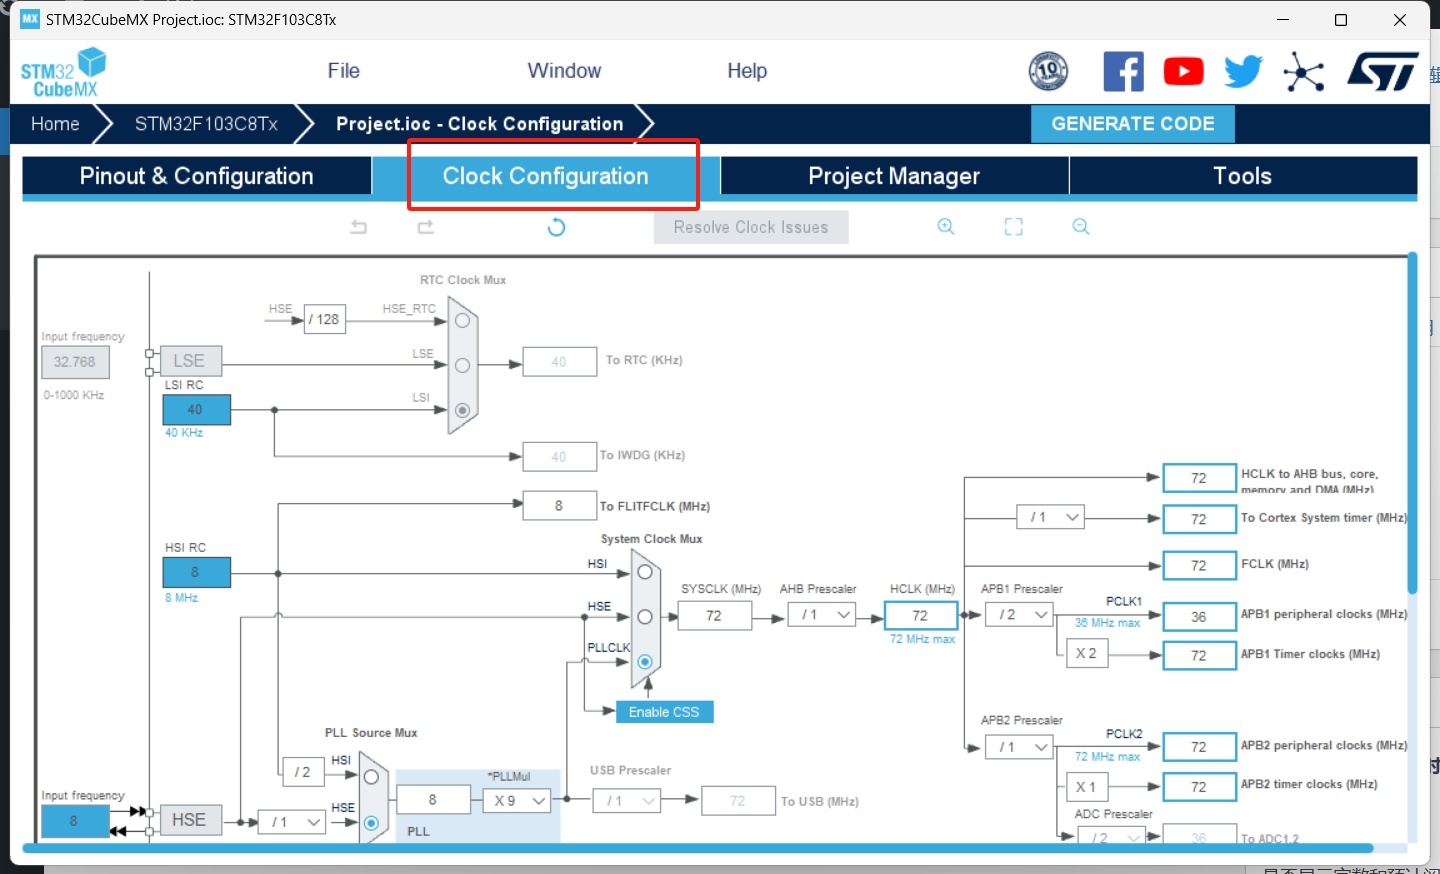 MX STM32CubeMX Project.ioc: STM32F103C8Tx
STM32
CubeMX
File Window Help
10
ST
Home STM32F103C8Tx Project.ioc - Clock Configuration GENERATE CODE
Pinout & Configuration Clock Configuration Project Manager Tools
Resolve Clock Issues
RTC Clock Mux
HSE / 128 HSE_RTC
Input frequency
32.768
0-1000 KHz
LSE
LSE
40 To RTC (KHz)
LSI RC
40
40 KHz
LSI
40 To IWDG (KHz)
8 To FLITFCLK (MHz)
HSI RC
8
8 MHz
System Clock Mux
HSI
HSE
PLLCLK
Enable CSS
SYSCLK (MHz)
72
AHB Prescaler
/ 1
HCLK (MHz)
72
72 MHz max
72 HCLK to AHB bus, core,
memory and DMA (MHz)
/ 1 72 To Cortex System timer (MHz)
72 FCLK (MHz)
APB1 Prescaler
/ 2
PCLK1
36 MHz max
36 APB1 peripheral clocks (MHz)
X 2 72 APB1 Timer clocks (MHz)
APB2 Prescaler
/ 1
PCLK2
72 MHz max
72 APB2 peripheral clocks (MHz)
X 1 72 APB2 timer clocks (MHz)
ADC Prescaler
/ 2 36 To ADC1,2
PLL Source Mux
HSI
/ 2
HSE
Input frequency
8
HSE
/ 1
8
*PLLMul
X 9
PLL
USB Prescaler
/ 1 72 To USB (MHz)